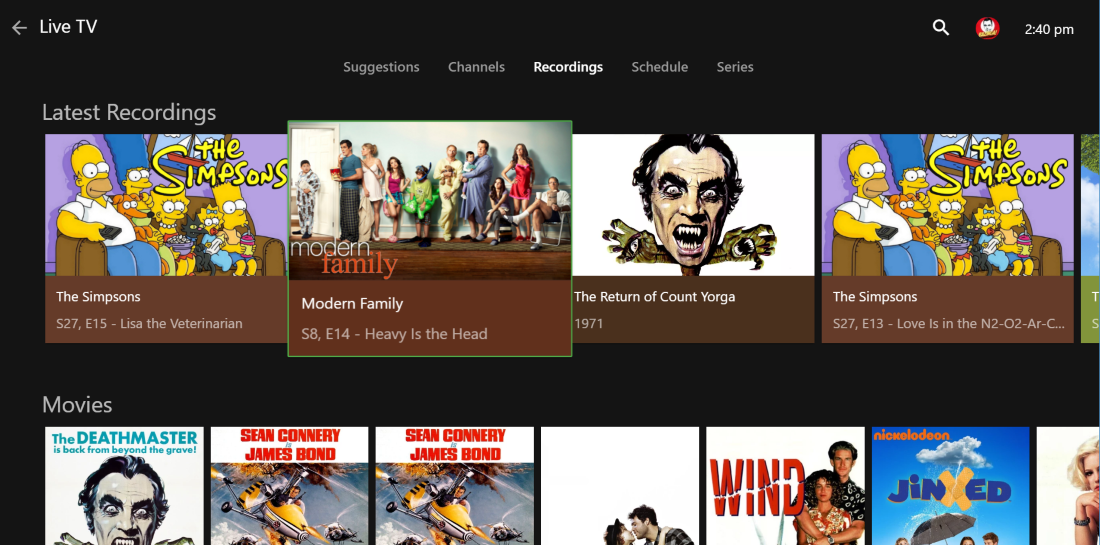 Live TV
2:40 pm
Suggestions
Channels
Recordings
Schedule
Series
Latest Recordings
THE SIMPSONS
The Simpsons
S27, E15 - Lisa the Veterinarian
modern
family
Modern Family
S8, E14 - Heavy Is the Head
The Return of Count Yorga
1971
THE SIMPSONS
The Simpsons
S27, E13 - Love Is in the N2-O2-Ar-C...
T
S
Movies
The DEATHMASTER
is back from beyond the grave!
SEAN CONNERY
is
JAMES BOND
SEAN CONNERY
is
JAMES BOND
WIND
nickelodeon
JiNXED